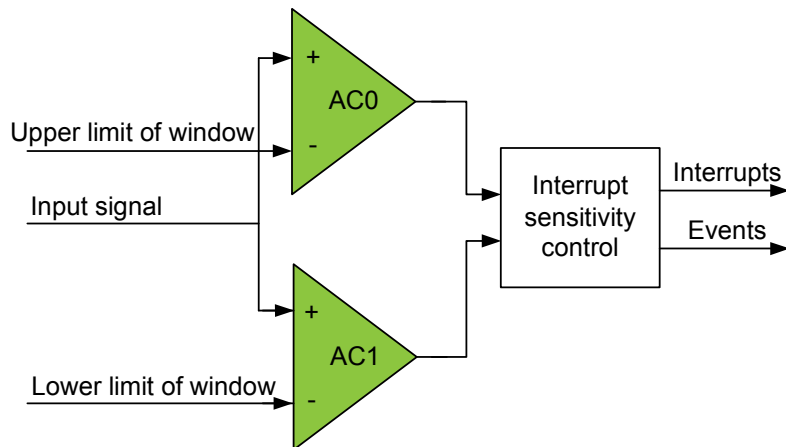 +
AC0
Upper limit of window
-
Input signal
Interrupt
sensitivity
control
Interrupts
Events
+
AC1
Lower limit of window
-